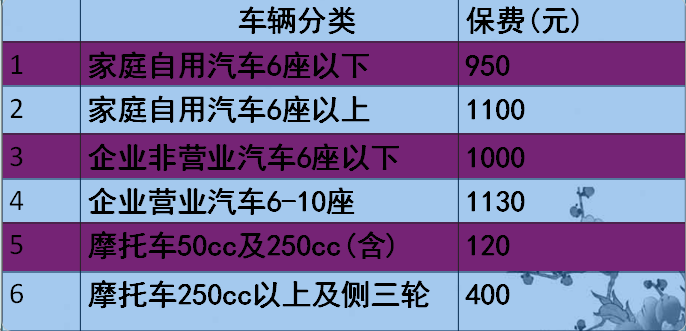 车辆分类 保费(元)
1 家庭自用汽车6座以下 950
2 家庭自用汽车6座以上 1100
3 企业非营业汽车6座以下 1000
4 企业营业汽车6-10座 1130
5 摩托车50cc及250cc(含) 120
6 摩托车250cc以上及侧三轮 400